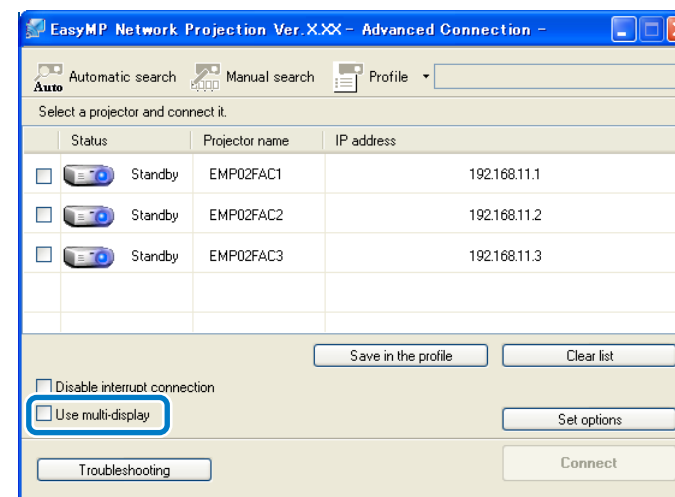 EasyMP Network Projection Ver.X.XX – Advanced Connection –
Auto Automatic search Manual search Profile
Select a projector and connect it.
Status Projector name IP address
Standby EMP02FAC1 192.168.11.1
Standby EMP02FAC2 192.168.11.2
Standby EMP02FAC3 192.168.11.3
Save in the profile Clear list
Disable interrupt connection
Use multi-display
Set options
Troubleshooting Connect